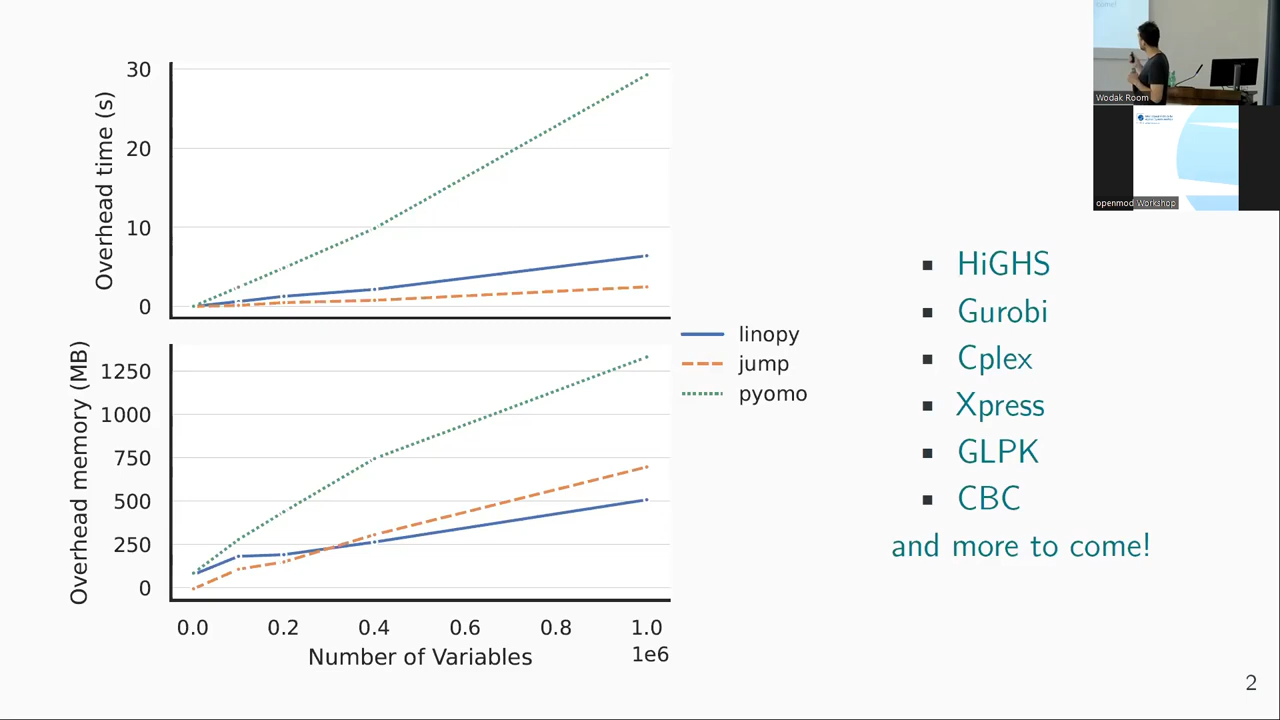 Wodak Room
openmod Workshop
Overhead time (s)
30
20
10
0
linopy
jump
pyomo
Overhead memory (MB)
1250
1000
750
500
250
0
0.0 0.2 0.4 0.6 0.8 1.0
Number of Variables 1e6
▪ HiGHS
▪ Gurobi
▪ Cplex
▪ Xpress
▪ GLPK
▪ CBC
and more to come!
2